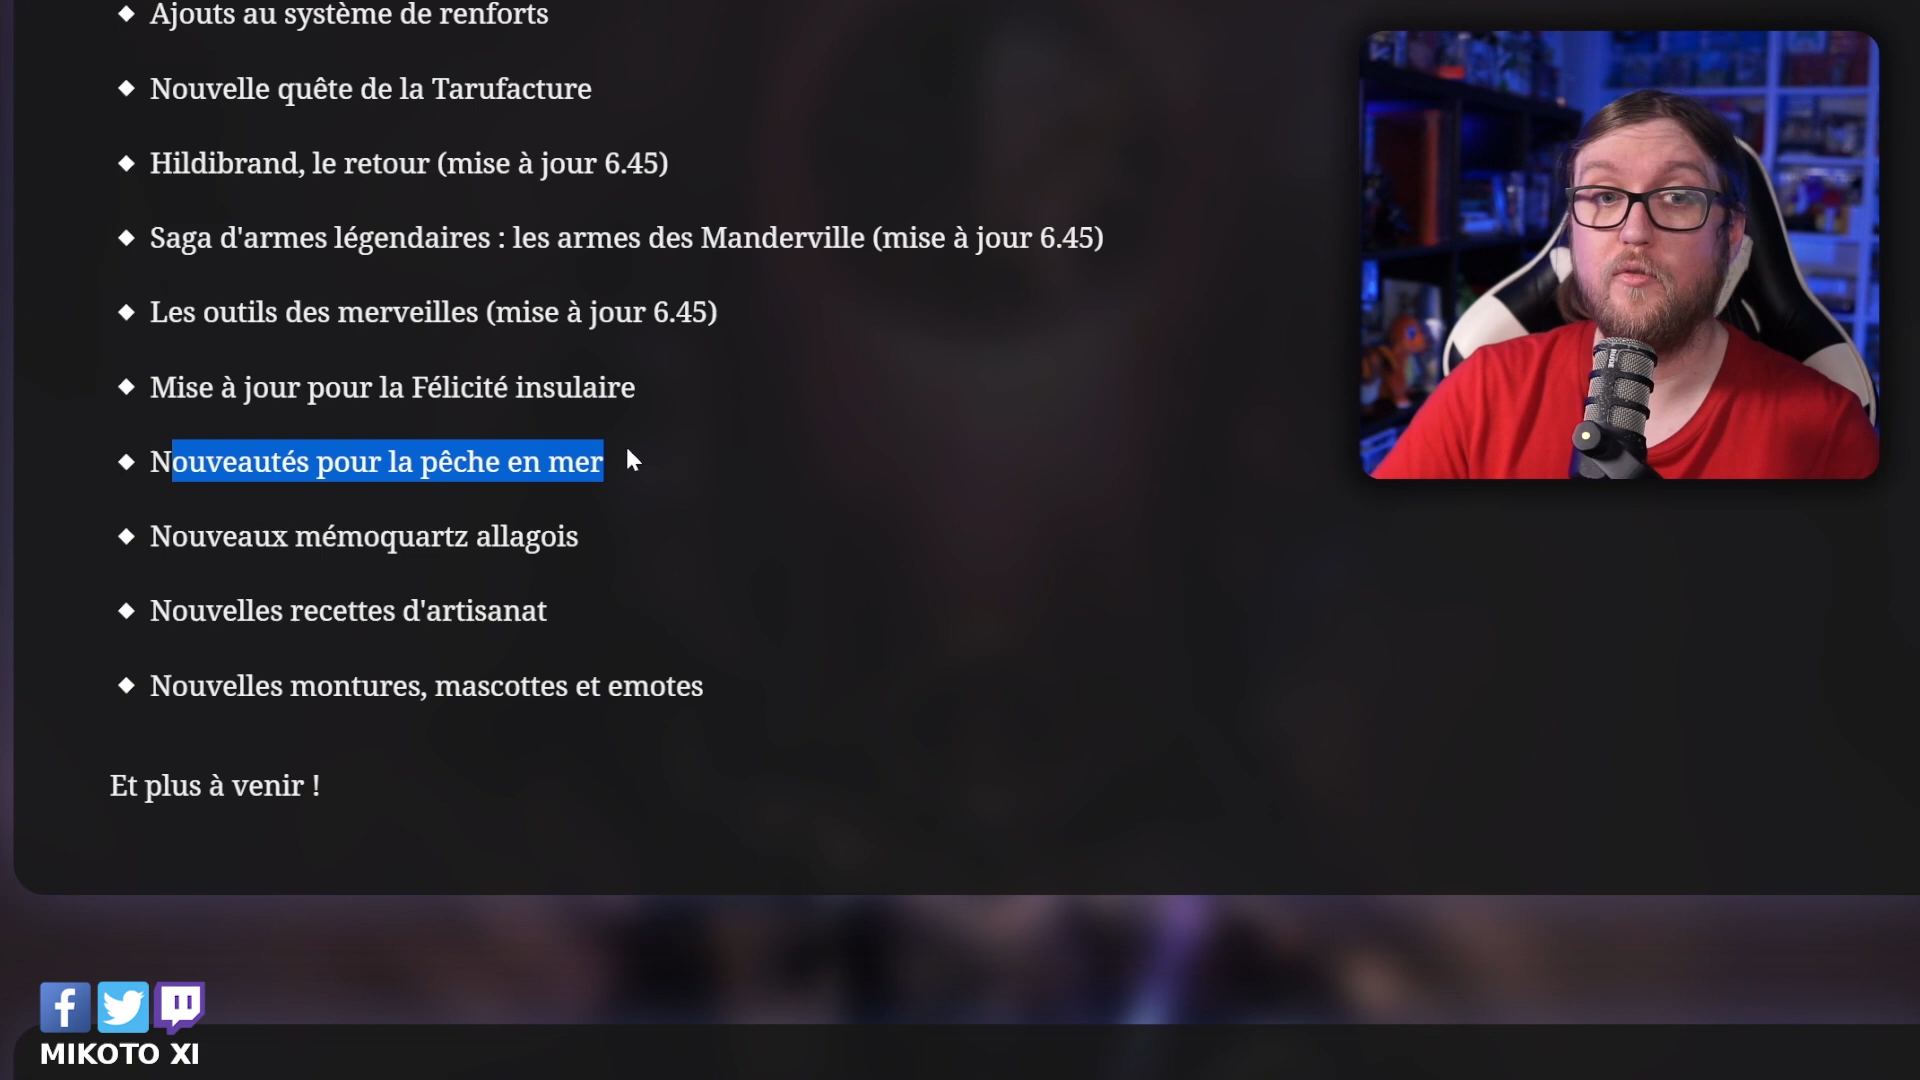 Ajouts au système de renforts
Nouvelle quête de la Tarufacture
Hildibrand, le retour (mise à jour 6.45)
Saga d'armes légendaires : les armes des Manderville (mise à jour 6.45)
Les outils des merveilles (mise à jour 6.45)
Mise à jour pour la Félicité insulaire
Nouveautés pour la pêche en mer
Nouveaux mémoquartz allagois
Nouvelles recettes d'artisanat
Nouvelles montures, mascottes et emotes
Et plus à venir !
MIKOTO XI